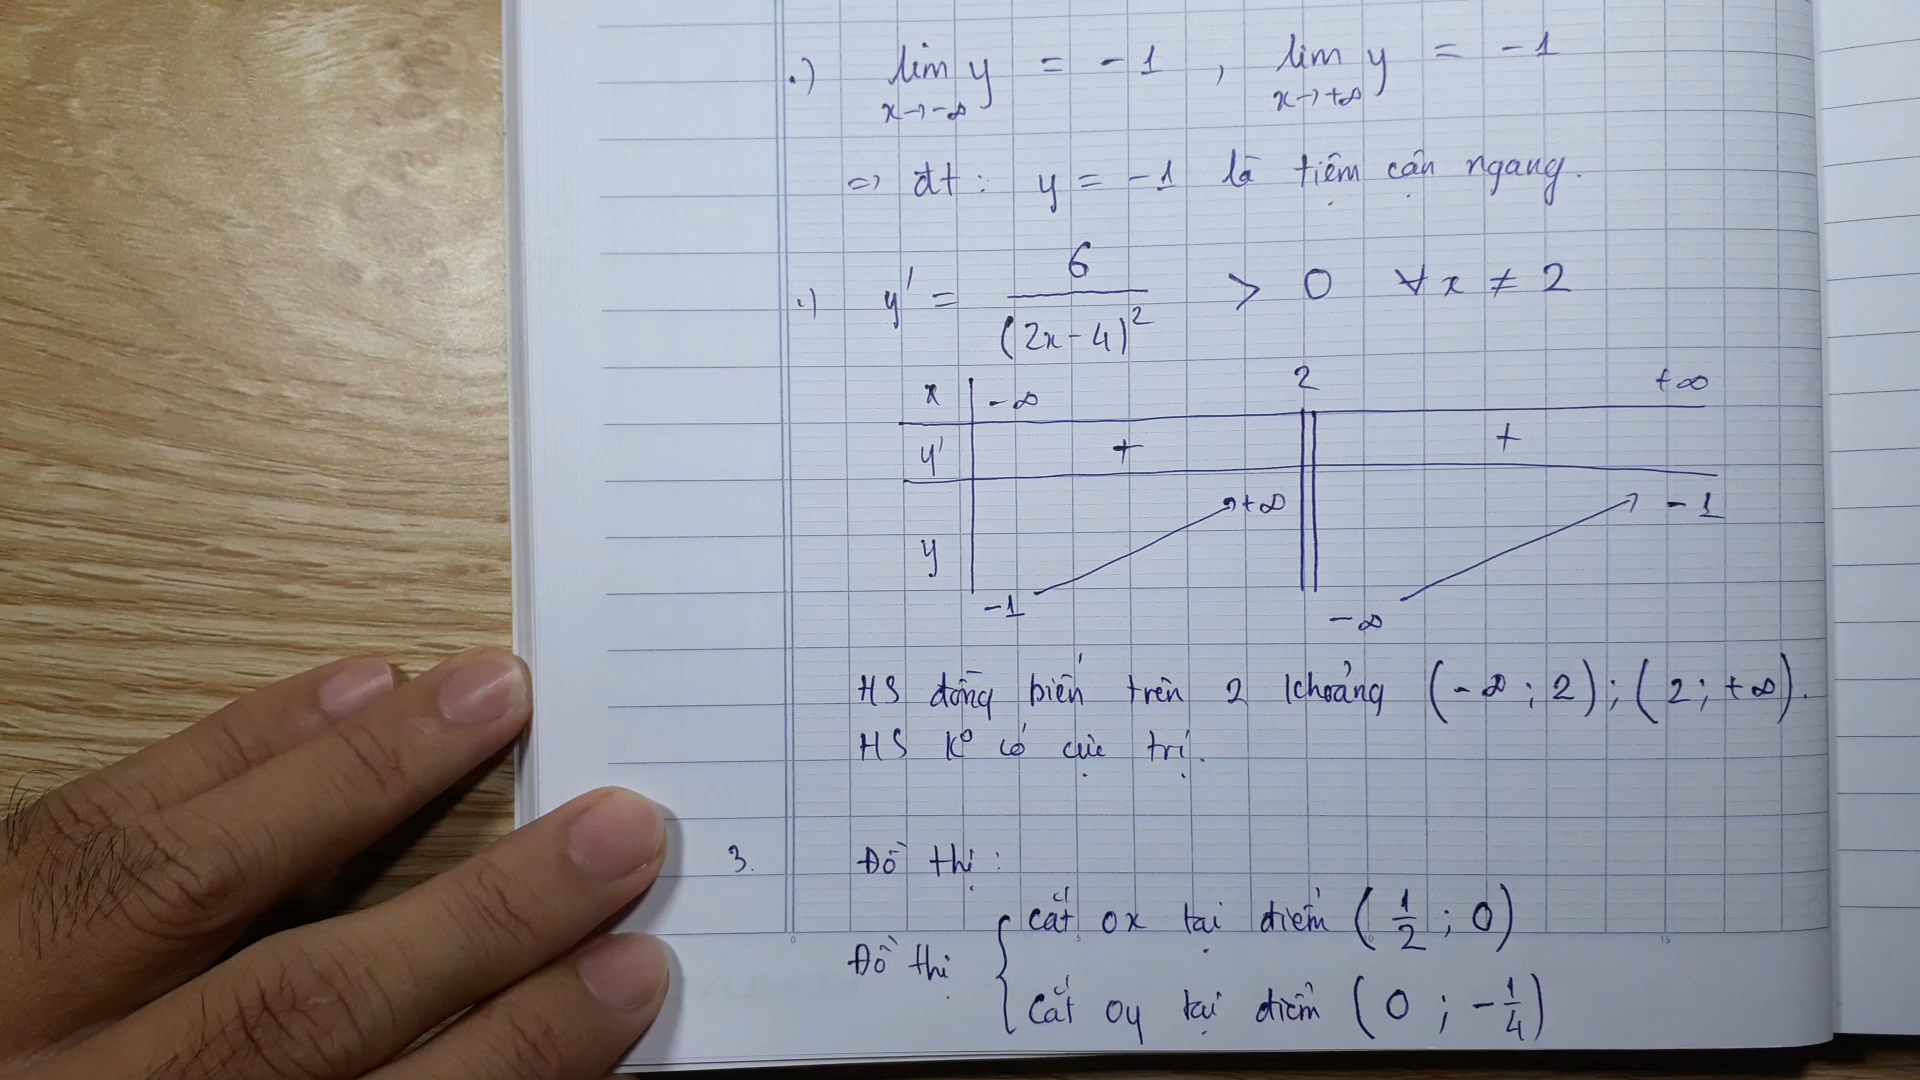 .) lim y = -1 , lim y = -1
x→-∞ x→+∞
=> đt: y = -1 là tiệm cận ngang.
.) y' = 6/(2x-4)² > 0 ∀x ≠ 2
x -∞ 2 +∞
y' + +
+∞ -1
y
-1 -∞
HS đồng biến trên 2 khoảng (-∞; 2); (2; +∞).
HS k° có cực trị.
3. Đồ thị:
cắt ox tại điểm (1/2; 0)
Đồ thị
cắt oy tại điểm (0; -1/4)